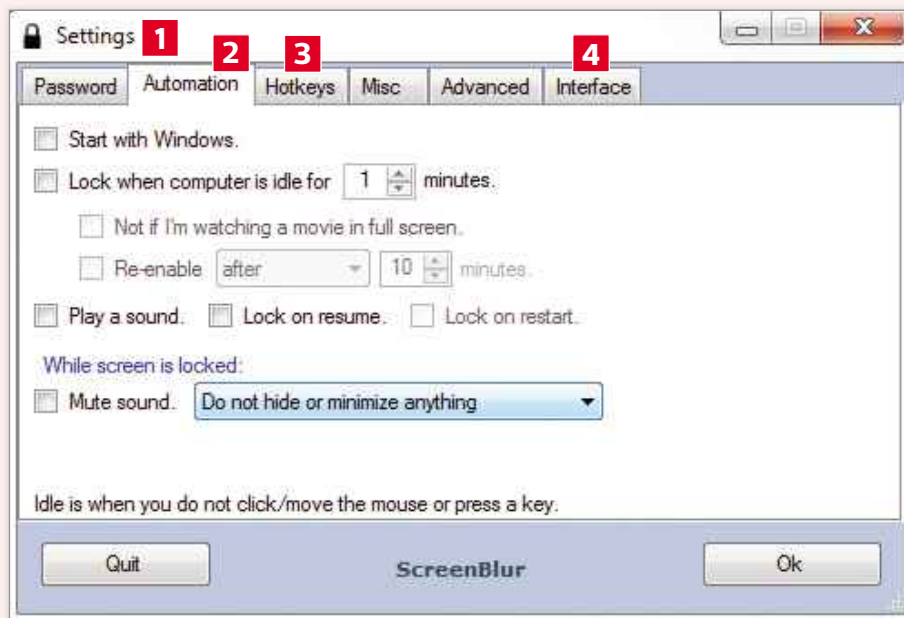 Settings 1
2 3 4
Password Automation Hotkeys Misc Advanced Interface
Start with Windows.
Lock when computer is idle for 1 minutes.
Not if I'm watching a movie in full screen.
Re-enable after 10 minutes.
Play a sound. Lock on resume. Lock on restart.
While screen is locked:
Mute sound. Do not hide or minimize anything
Idle is when you do not click/move the mouse or press a key.
Quit ScreenBlur Ok